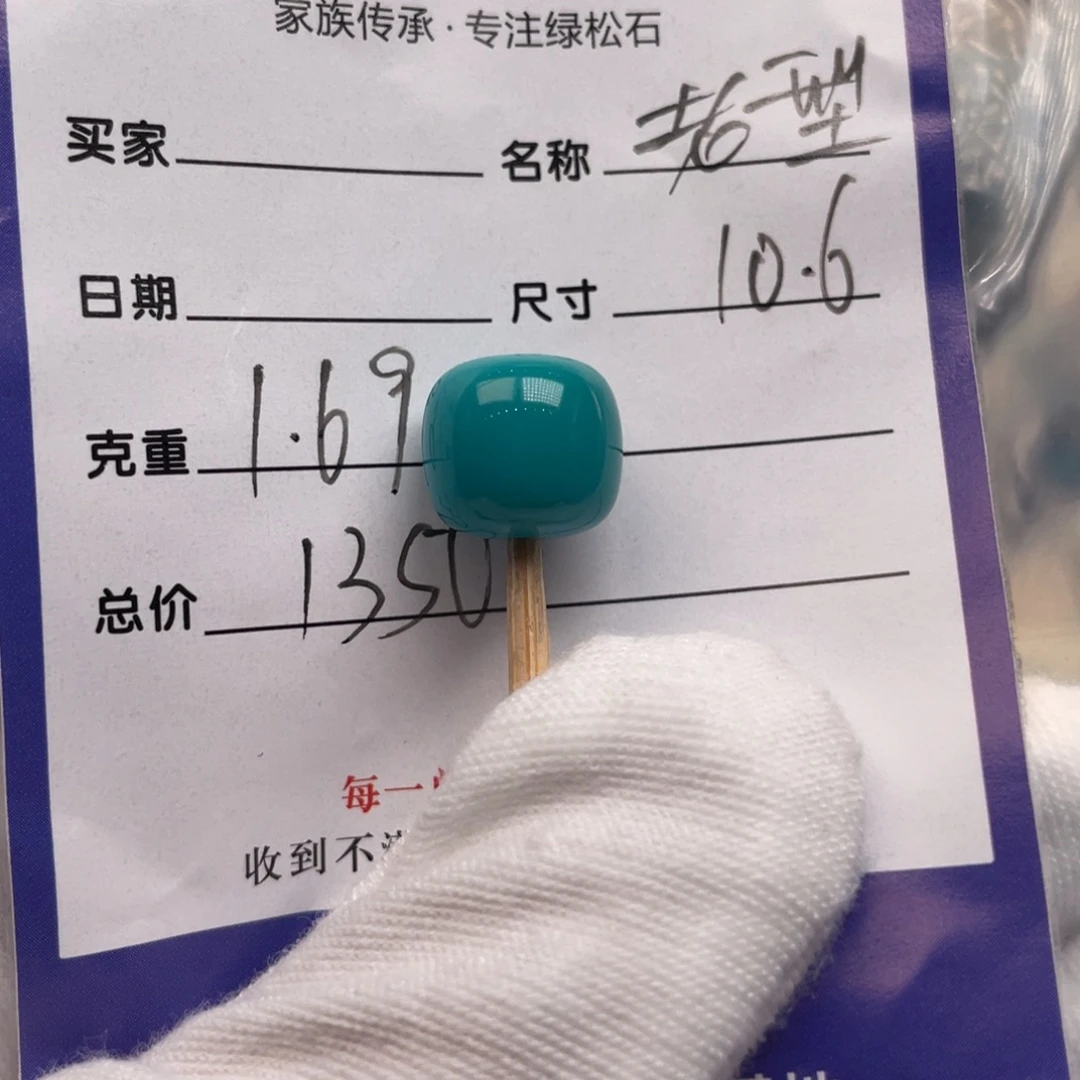 家族传承·专注绿松石
买家 名称 老型
日期 尺寸 10.6
克重 1.69
总价 1350
每一
收到不